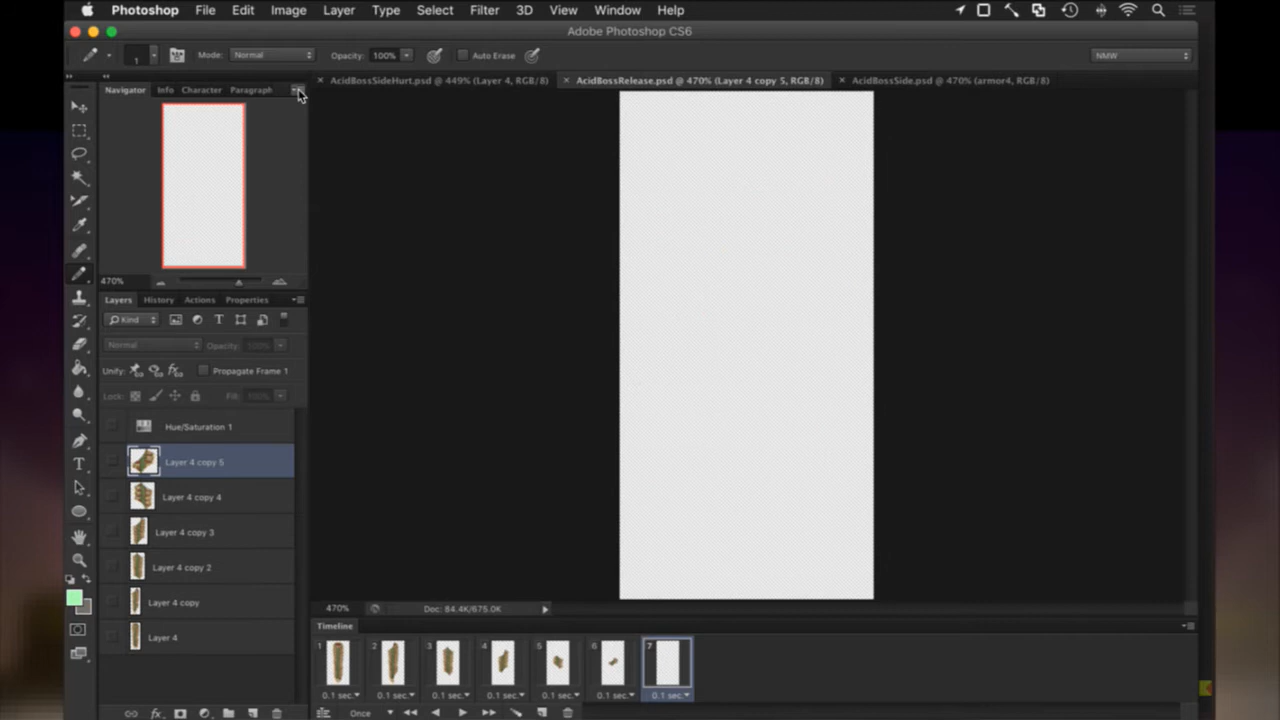 Photoshop File Edit Image Layer Type Select Filter 3D View Window Help
Adobe Photoshop CS6
1 Mode: Normal Opacity: 100% Auto Erase NMW
AcidBossSideHurt.psd @ 449% (Layer 4, RGB/8) AcidBossRelease.psd @ 470% (Layer 4 copy 5, RGB/8) AcidBossSide.psd @ 470% (armor4, RGB/8)
Navigator Info Character Paragraph
470%
Layers History Actions Properties
Kind
Normal Opacity: 100%
Unify: Propagate Frame 1
Lock: Fill: 100%
Hue/Saturation 1
Layer 4 copy 5
Layer 4 copy 4
Layer 4 copy 3
Layer 4 copy 2
Layer 4 copy
Layer 4
470% Doc: 84.4K/675.0K
Timeline
1 2 3 4 5 6 7
0.1 sec. 0.1 sec. 0.1 sec. 0.1 sec. 0.1 sec. 0.1 sec. 0.1 sec.
Once